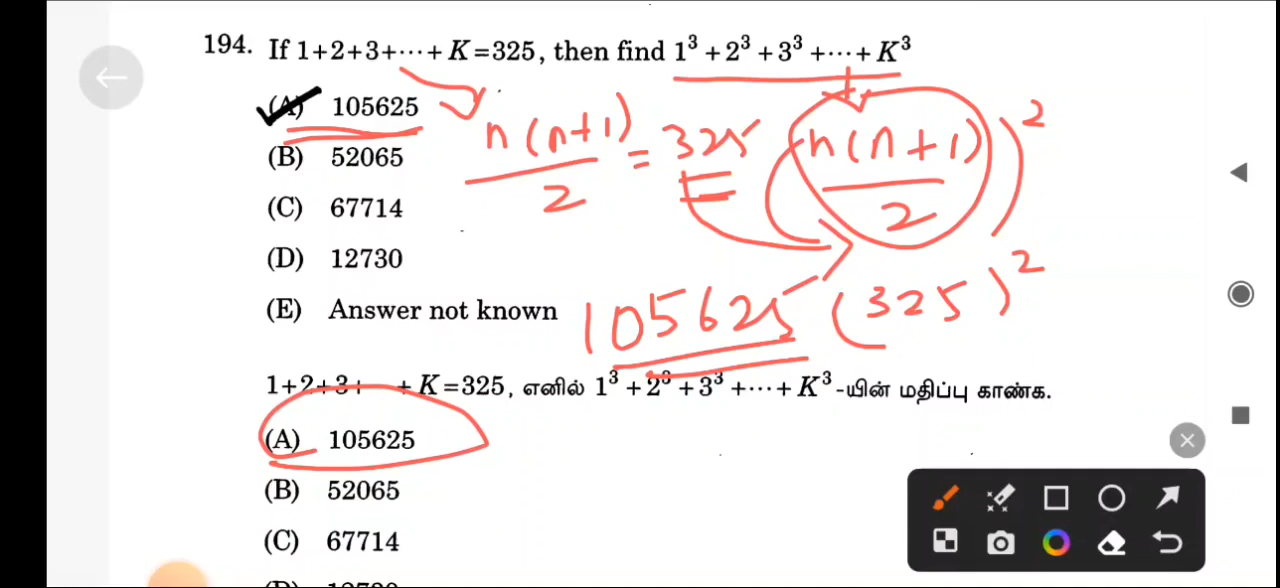 194. If 1+2+3+···+ K=325, then find 1³ +2³ +3³ +···+ K³
(A) 105625
n(n+1)/2 = 325 (n(n+1)/2)²
(B) 52065
(C) 67714
(D) 12730
(E) Answer not known
105625 (325)²
1+2+3+ + K=325, எனில் 1³ +2³ +3³ +···+ K³ -யின் மதிப்பு காண்க.
(A) 105625
(B) 52065
(C) 67714
(D) 12730